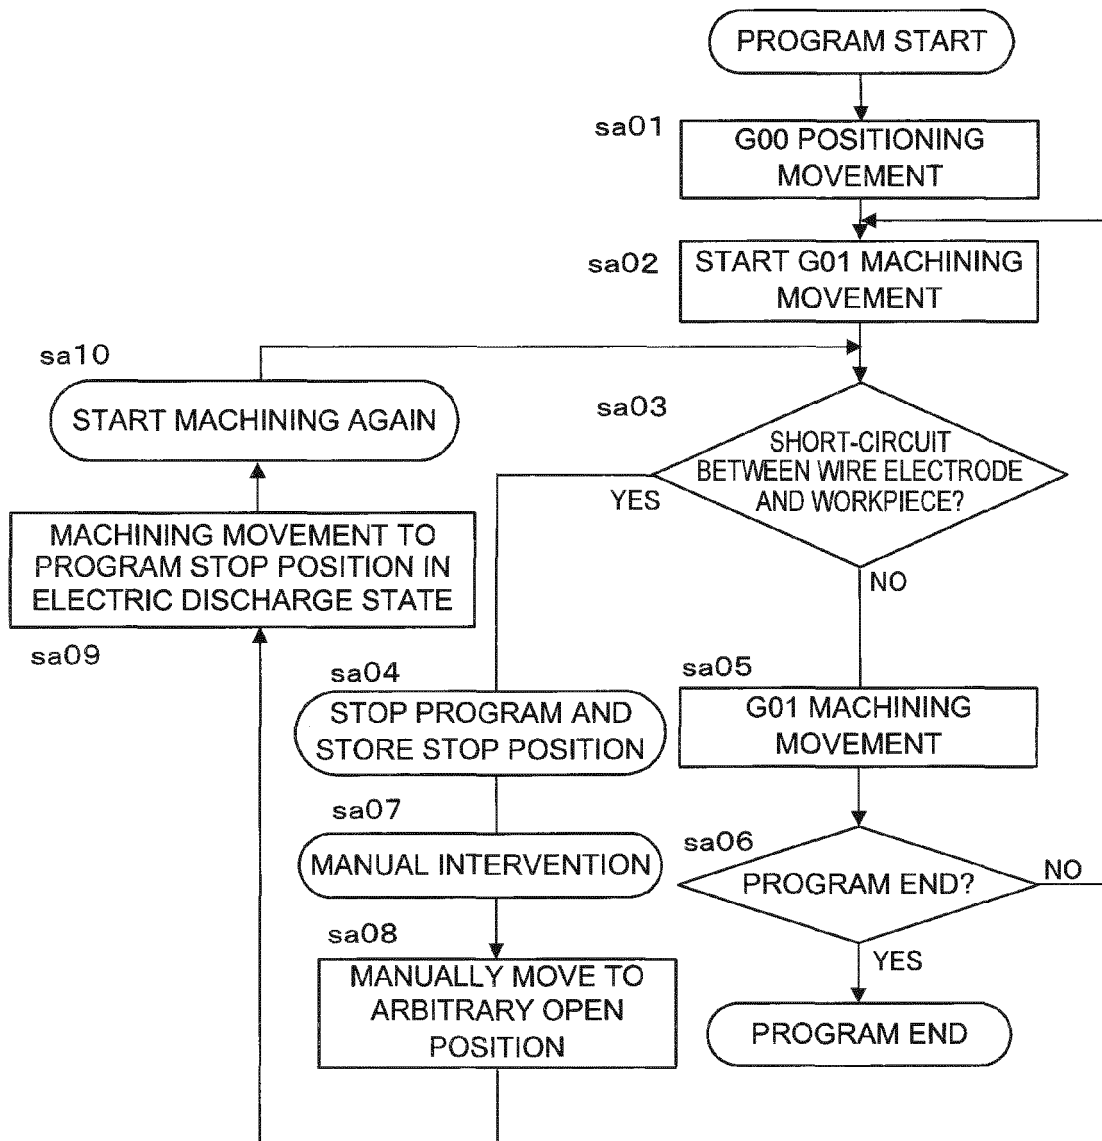 PROGRAM START
sa01
G00 POSITIONING
MOVEMENT
sa02
START G01 MACHINING
MOVEMENT
sa10
START MACHINING AGAIN
sa03
SHORT-CIRCUIT
BETWEEN WIRE ELECTRODE
AND WORKPIECE?
YES
NO
MACHINING MOVEMENT TO
PROGRAM STOP POSITION IN
ELECTRIC DISCHARGE STATE
sa09
sa04
STOP PROGRAM AND
STORE STOP POSITION
sa05
G01 MACHINING
MOVEMENT
sa07
MANUAL INTERVENTION
sa06
PROGRAM END?
NO
YES
sa08
MANUALLY MOVE TO
ARBITRARY OPEN
POSITION
PROGRAM END